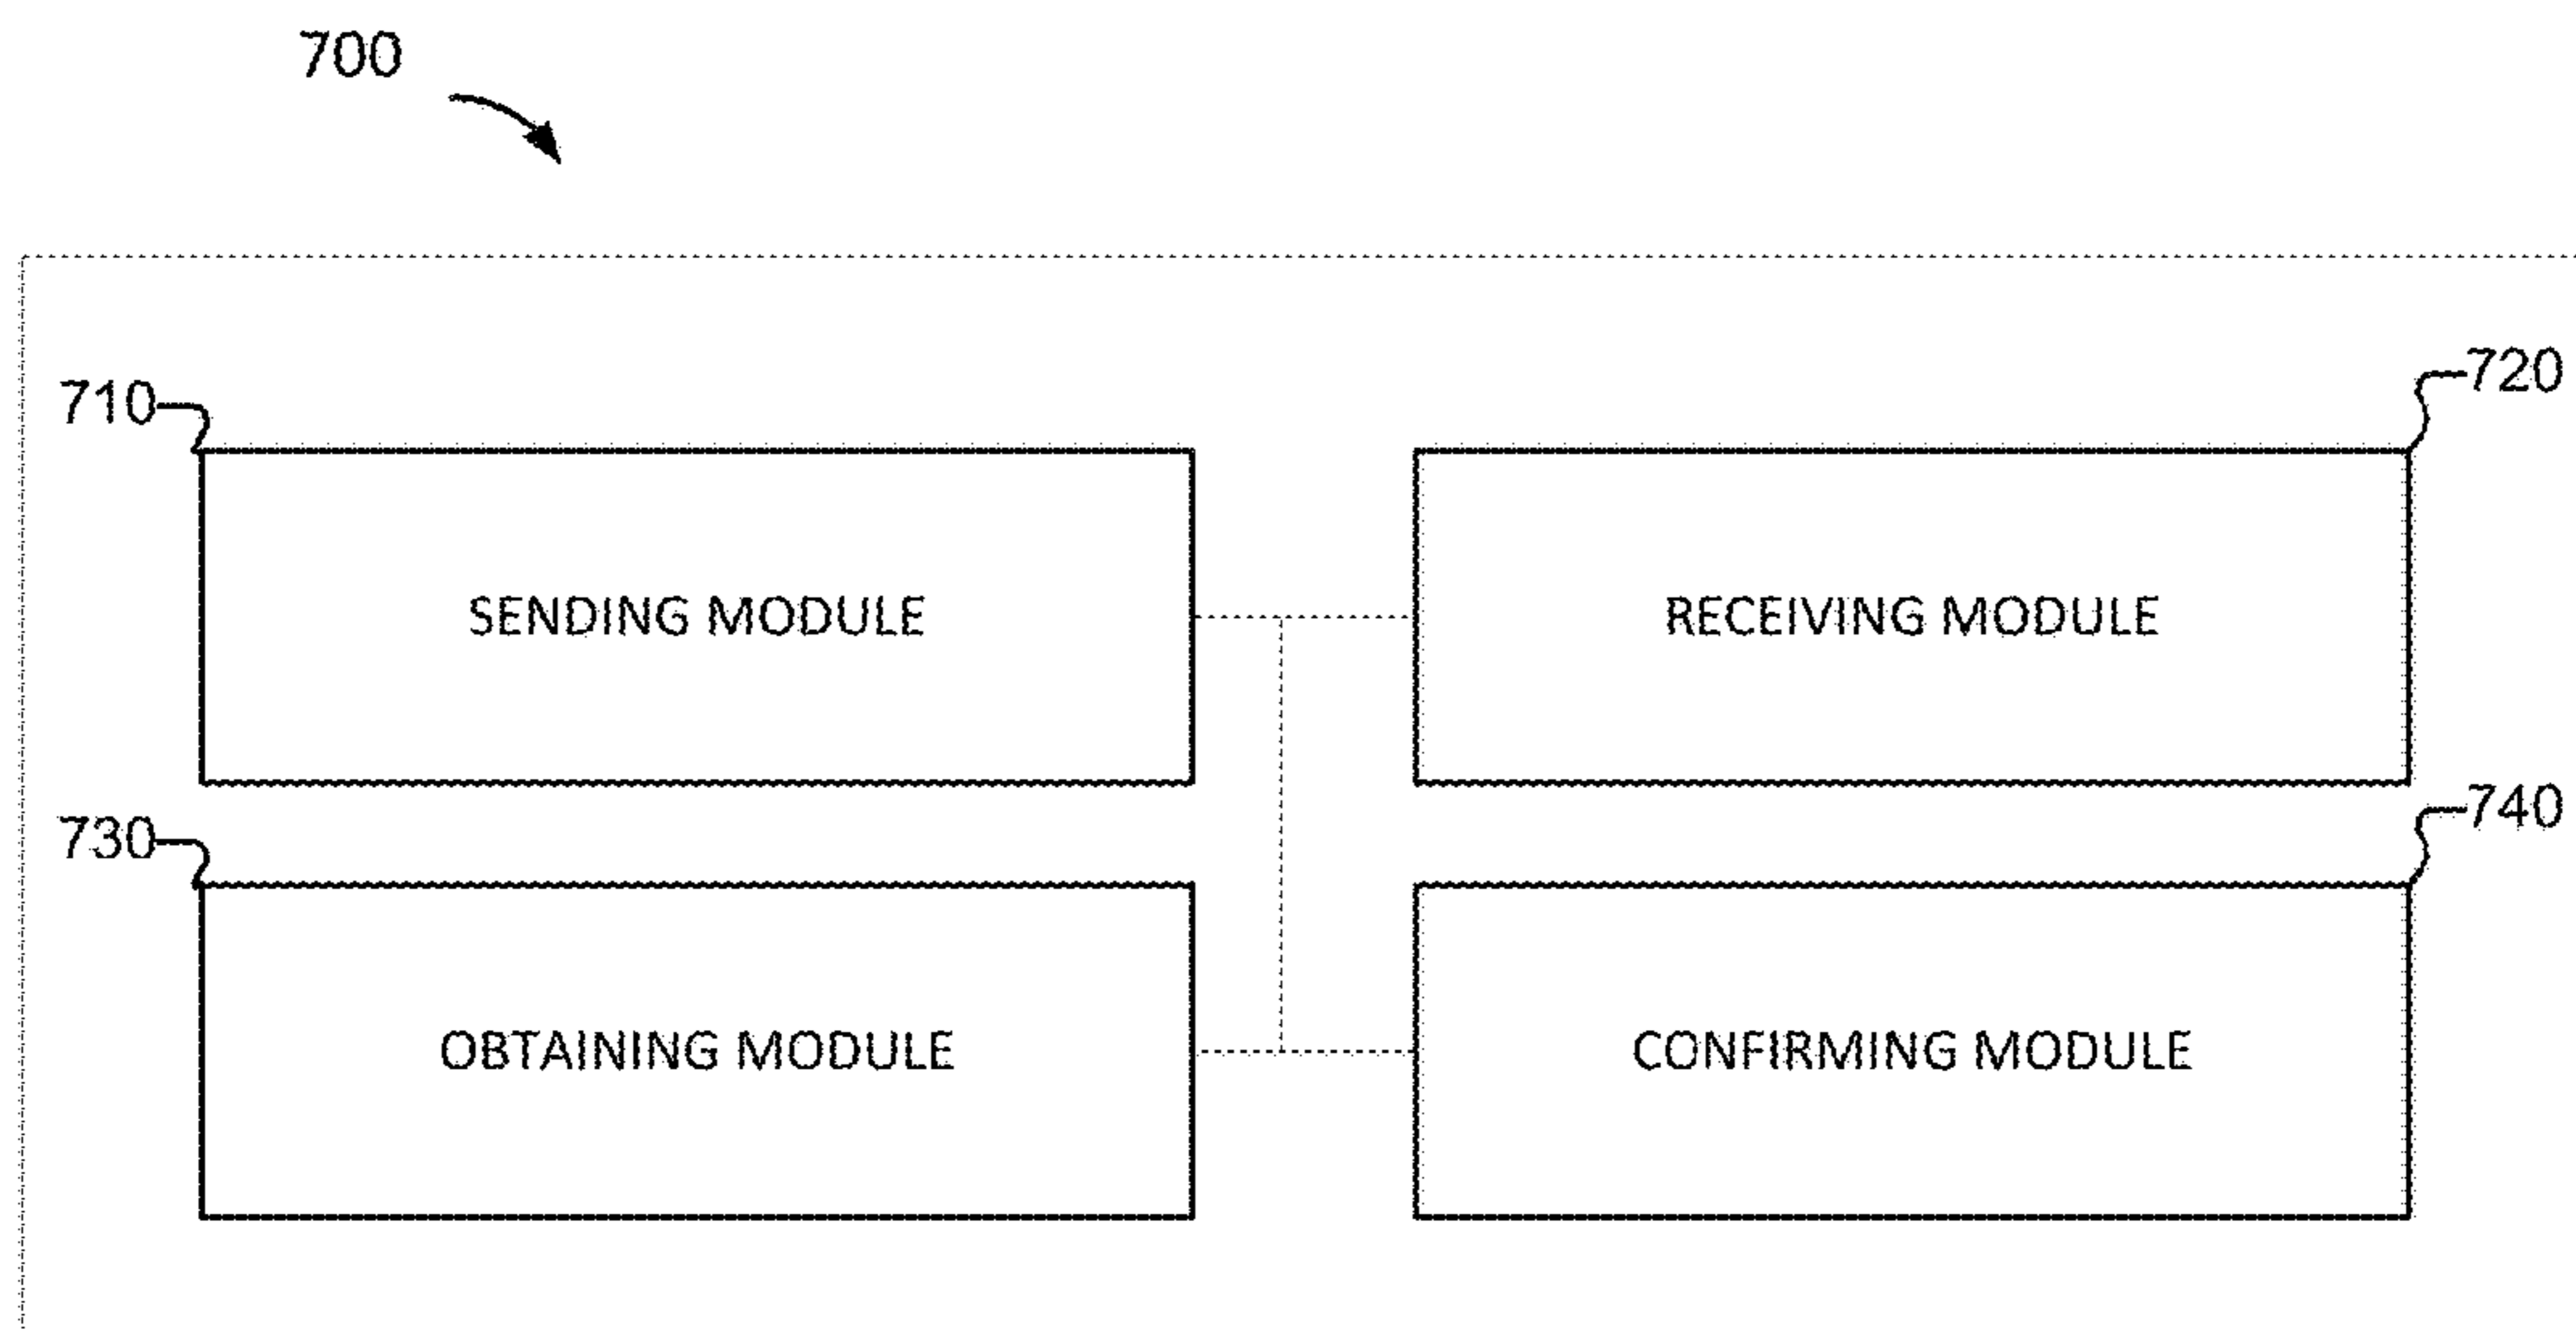 700
710
720
SENDING MODULE
RECEIVING MODULE
730
740
OBTAINING MODULE
CONFIRMING MODULE